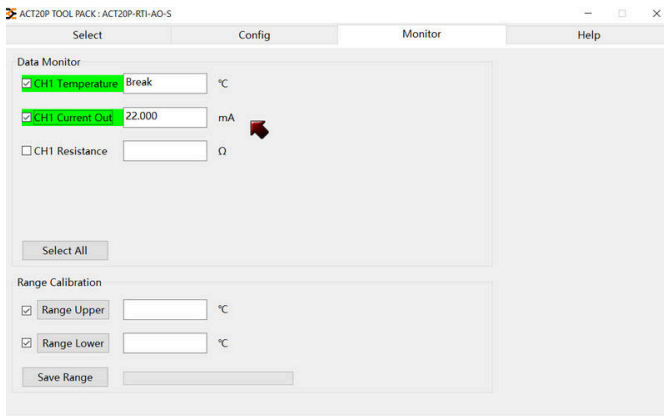 ACT20P TOOL PACK : ACT20P-RTI-AO-S
Select Config Monitor Help
Data Monitor
CH1 Temperature Break ℃
CH1 Current Out 22.000 mA
CH1 Resistance Ω
Select All
Range Calibration
Range Upper ℃
Range Lower ℃
Save Range